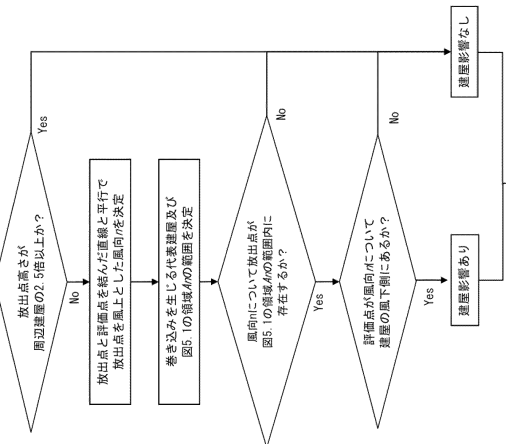 放出点高さが
周辺建屋の2.5倍以上か?
Yes
No
放出点と評価点を結んだ直線と平行で
放出点を風上とした風向nを決定
巻き込みを生じる代表建屋及び
図5.1の領域Anの範囲を決定
風向nについて放出点が
図5.1の領域Anの範囲内に
存在するか?
No
Yes
評価点が風向nについて
建屋の風下側にあるか?
No
Yes
建屋影響あり
建屋影響なし